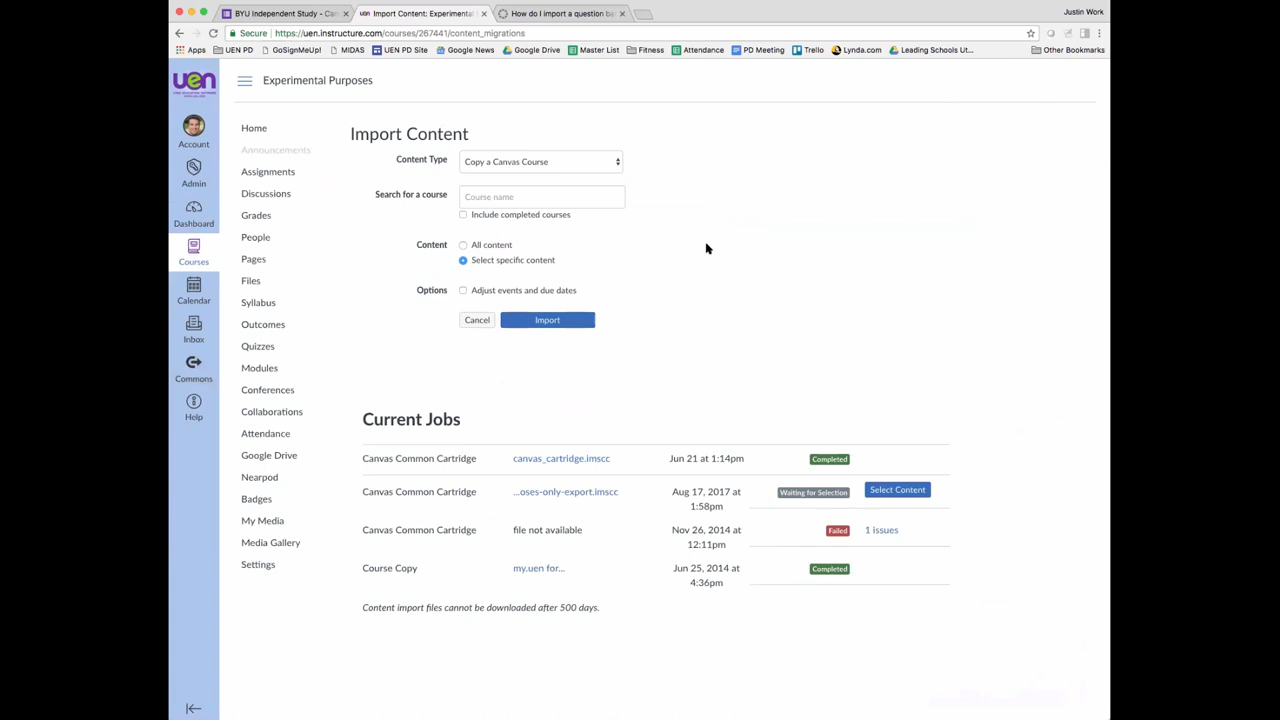 BYU Independent Study - Can
Import Content: Experimental
How do I import a question ba
Justin Work
Secure
https://uen.instructure.com/courses/267441/content_migrations
Apps
UEN PD
GoSignMeUp!
MIDAS
UEN PD Site
Google News
Google Drive
Master List
Fitness
Attendance
PD Meeting
Trello
Lynda.com
Leading Schools Ut...
Other Bookmarks
uen
Experimental Purposes
Account
Admin
Dashboard
Courses
Calendar
Inbox
Commons
Help
Home
Announcements
Assignments
Discussions
Grades
People
Pages
Files
Syllabus
Outcomes
Quizzes
Modules
Conferences
Collaborations
Attendance
Google Drive
Nearpod
Badges
My Media
Media Gallery
Settings
Import Content
Content Type
Copy a Canvas Course
Search for a course
Course name
Include completed courses
Content
All content
Select specific content
Options
Adjust events and due dates
Cancel
Import
Current Jobs
Canvas Common Cartridge canvas_cartridge.imscc Jun 21 at 1:14pm Completed
Canvas Common Cartridge ...oses-only-export.imscc Aug 17, 2017 at Waiting for Selection Select Content
1:58pm
Canvas Common Cartridge file not available Nov 26, 2014 at Failed 1 issues
12:11pm
Course Copy my.uen for... Jun 25, 2014 at Completed
4:36pm
Content import files cannot be downloaded after 500 days.